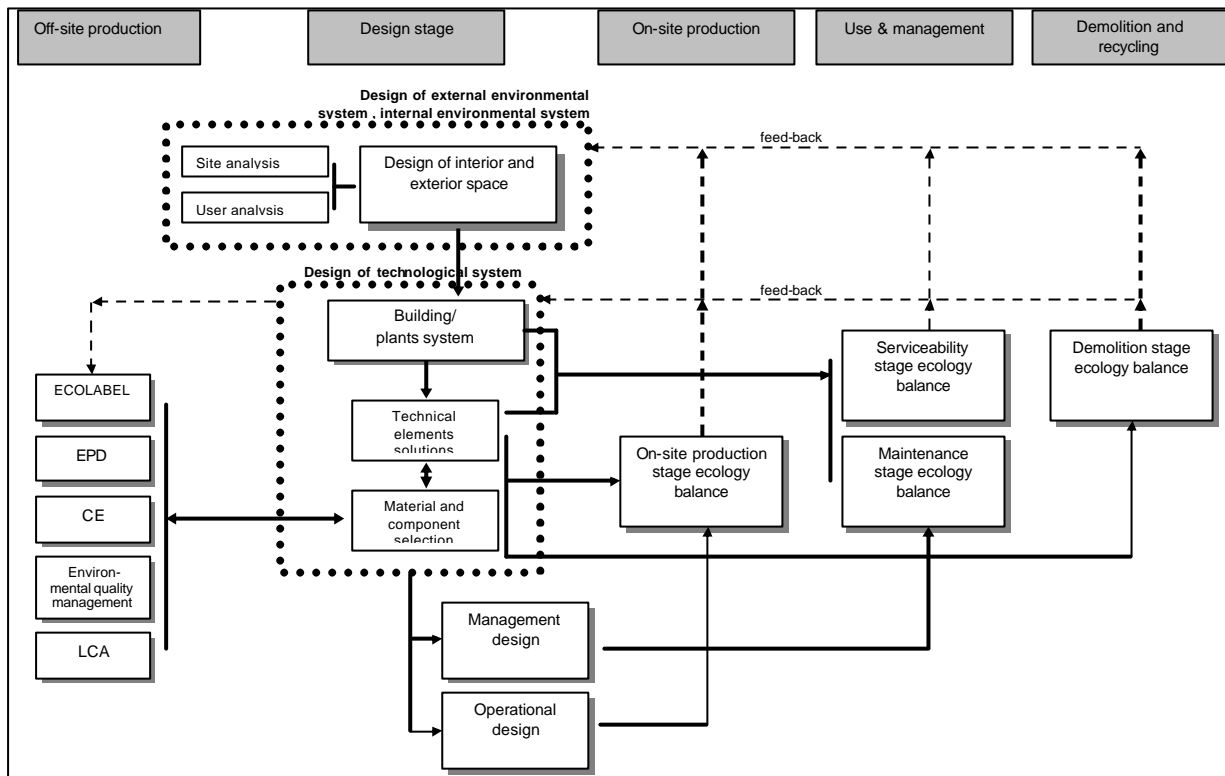 Off-site production
Design stage
On-site production
Use & management
Demolition and
recycling
Design of external environmental
system , internal environmental system
Site analysis
User analysis
Design of interior and
exterior space
feed-back
Design of technological system
feed-back
Building/
plants system
Serviceability
stage ecology
balance
Demolition stage
ecology balance
ECOLABEL
EPD
CE
Environ-
mental quality
management
LCA
Technical
elements
solutions
On-site production
stage ecology
balance
Maintenance
stage ecology
balance
Material and
component
selection
Management
design
Operational
design